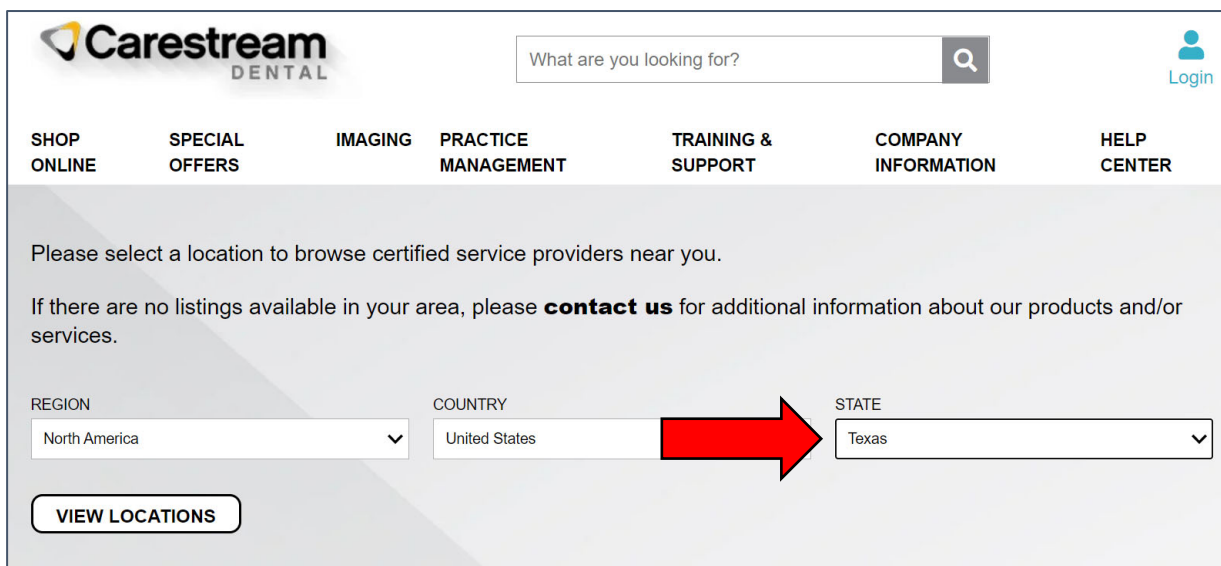 Carestream
DENTAL
What are you looking for?
Login
SHOP ONLINE
SPECIAL OFFERS
IMAGING
PRACTICE MANAGEMENT
TRAINING & SUPPORT
COMPANY INFORMATION
HELP CENTER
Please select a location to browse certified service providers near you.
If there are no listings available in your area, please contact us for additional information about our products and/or
services.
REGION
COUNTRY
STATE
North America
United States
Texas
VIEW LOCATIONS